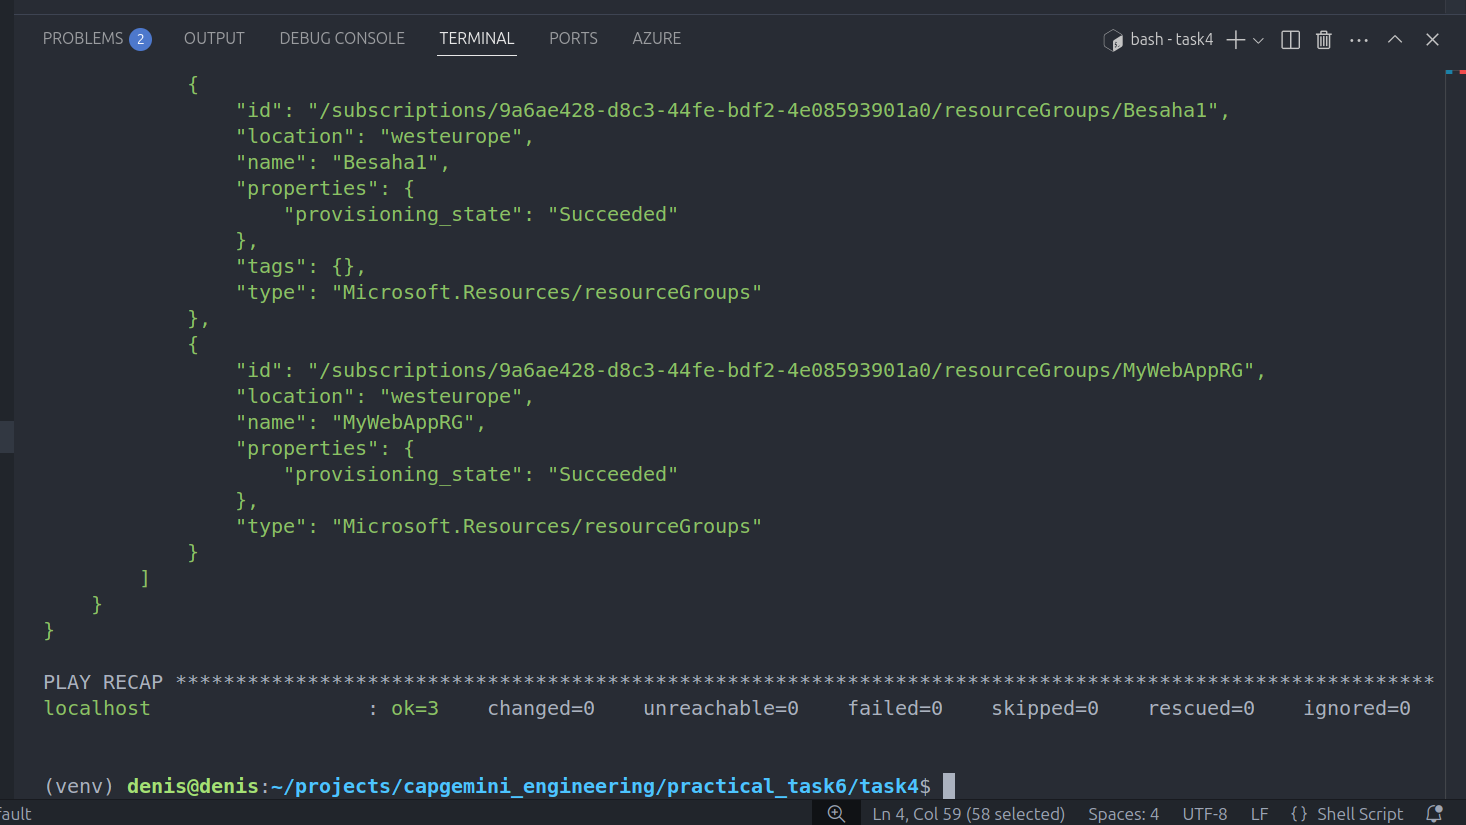 PROBLEMS 2 OUTPUT DEBUG CONSOLE TERMINAL PORTS AZURE bash - task4
{
"id": "/subscriptions/9a6ae428-d8c3-44fe-bdf2-4e08593901a0/resourceGroups/Besaha1",
"location": "westeurope",
"name": "Besaha1",
"properties": {
"provisioning_state": "Succeeded"
},
"tags": {},
"type": "Microsoft.Resources/resourceGroups"
},
{
"id": "/subscriptions/9a6ae428-d8c3-44fe-bdf2-4e08593901a0/resourceGroups/MyWebAppRG",
"location": "westeurope",
"name": "MyWebAppRG",
"properties": {
"provisioning_state": "Succeeded"
},
"type": "Microsoft.Resources/resourceGroups"
}
]
}
}
PLAY RECAP *********************************************************************************************************
localhost : ok=3 changed=0 unreachable=0 failed=0 skipped=0 rescued=0 ignored=0
(venv) denis@denis:~/projects/capgemini_engineering/practical_task6/task4$
ault Ln 4, Col 59 (58 selected) Spaces: 4 UTF-8 LF {} Shell Script